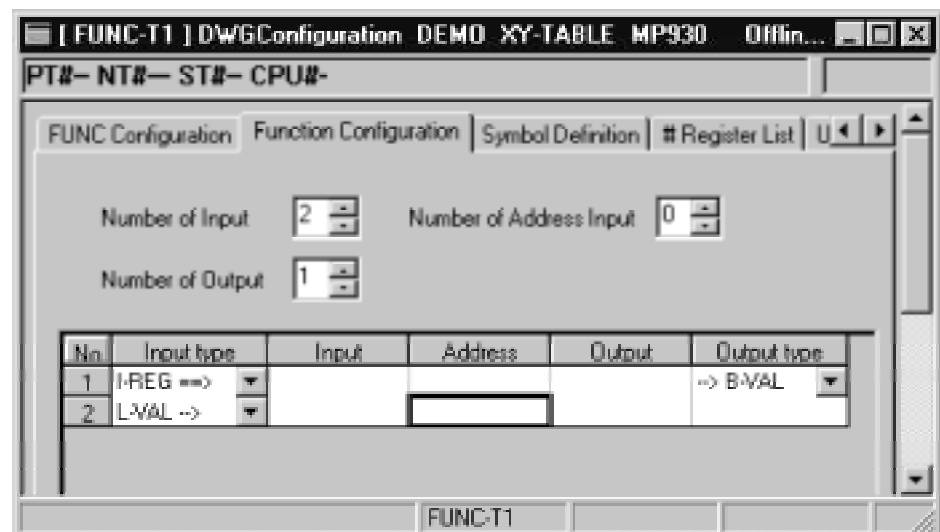 [ FUNC-T1 ] DWGConfiguration DEMO XY-TABLE MP930 Offlin...
PT#– NT#— ST#– CPU#-
FUNC Configuration Function Configuration Symbol Definition # Register List U
Number of Input 2 Number of Address Input 0
Number of Output 1
No. Input type Input Address Output Output type
1 I-REG ==> --> B-VAL
2 L-VAL -->
FUNC-T1